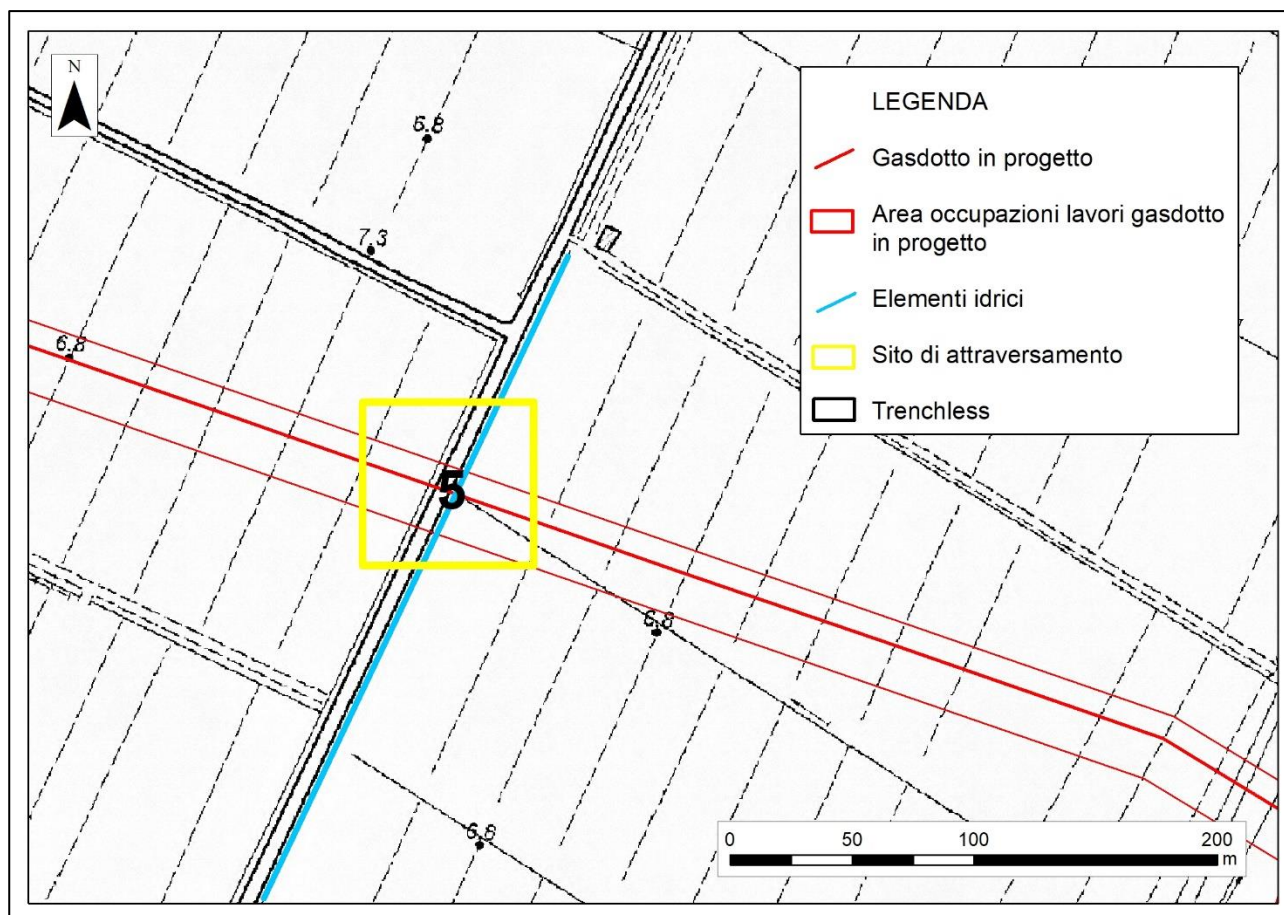 N
6.8
7.3
6.8
5
6.8
6.8
LEGENDA
Gasdotto in progetto
Area occupazioni lavori gasdotto
in progetto
Elementi idrici
Sito di attraversamento
Trenchless
0 50 100 200
m